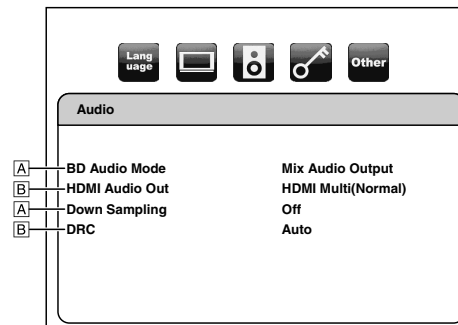 Lang
uage
Other
Audio
A BD Audio Mode Mix Audio Output
B HDMI Audio Out HDMI Multi(Normal)
A Down Sampling Off
B DRC Auto